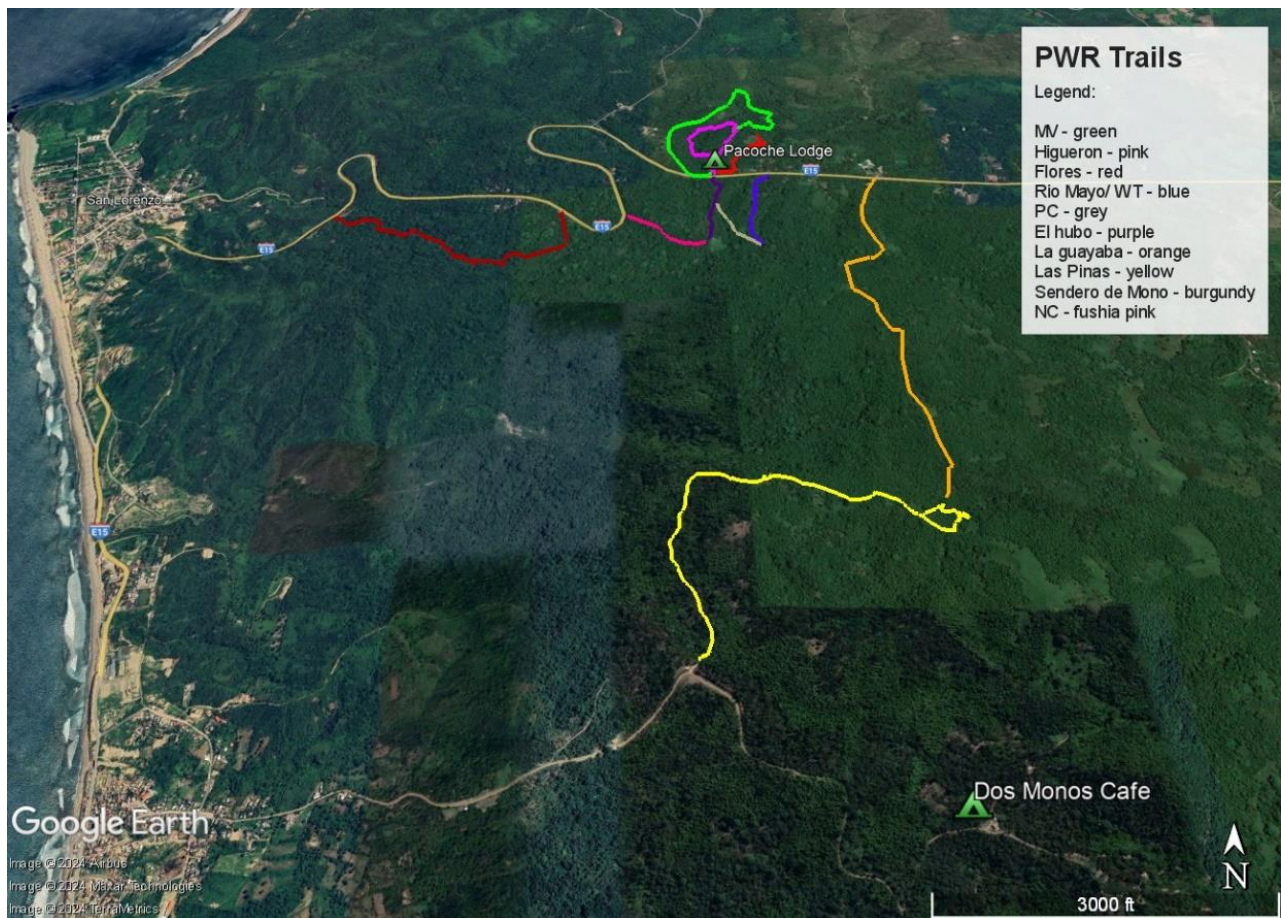 PWR Trails
Legend:
MV - green
Higueron - pink
Flores - red
Rio Mayo/ WT - blue
PC - grey
El hubo - purple
La guayaba - orange
Las Pinas - yellow
Sendero de Mono - burgundy
NC - fushia pink
Pacoche Lodge
E15
San Lorenzo
E15
E15
E15
Dos Monos Cafe
Google Earth
Image © 2024 Airbus
Image © 2024 Maxar Technologies
Image © 2024 TerraMetrics
N
3000 ft